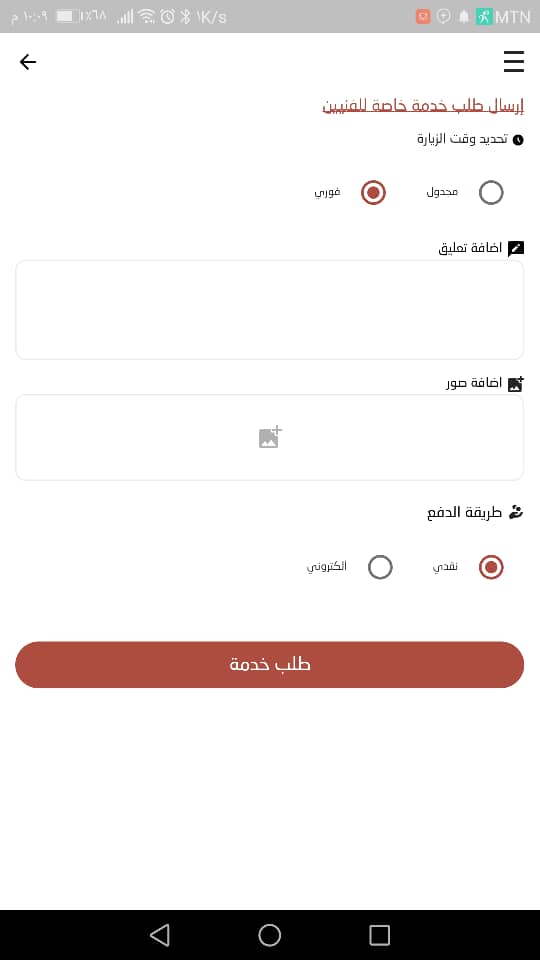 MTN ١K/s ٪٦٨ ١٠:٠٩ م
إرسال طلب خدمة خاصة للفنيين
تحديد وقت الزيارة
مجدول فوري
اضافة تعليق
اضافة صور
طريقة الدفع
نقدي الكتروني
طلب خدمة